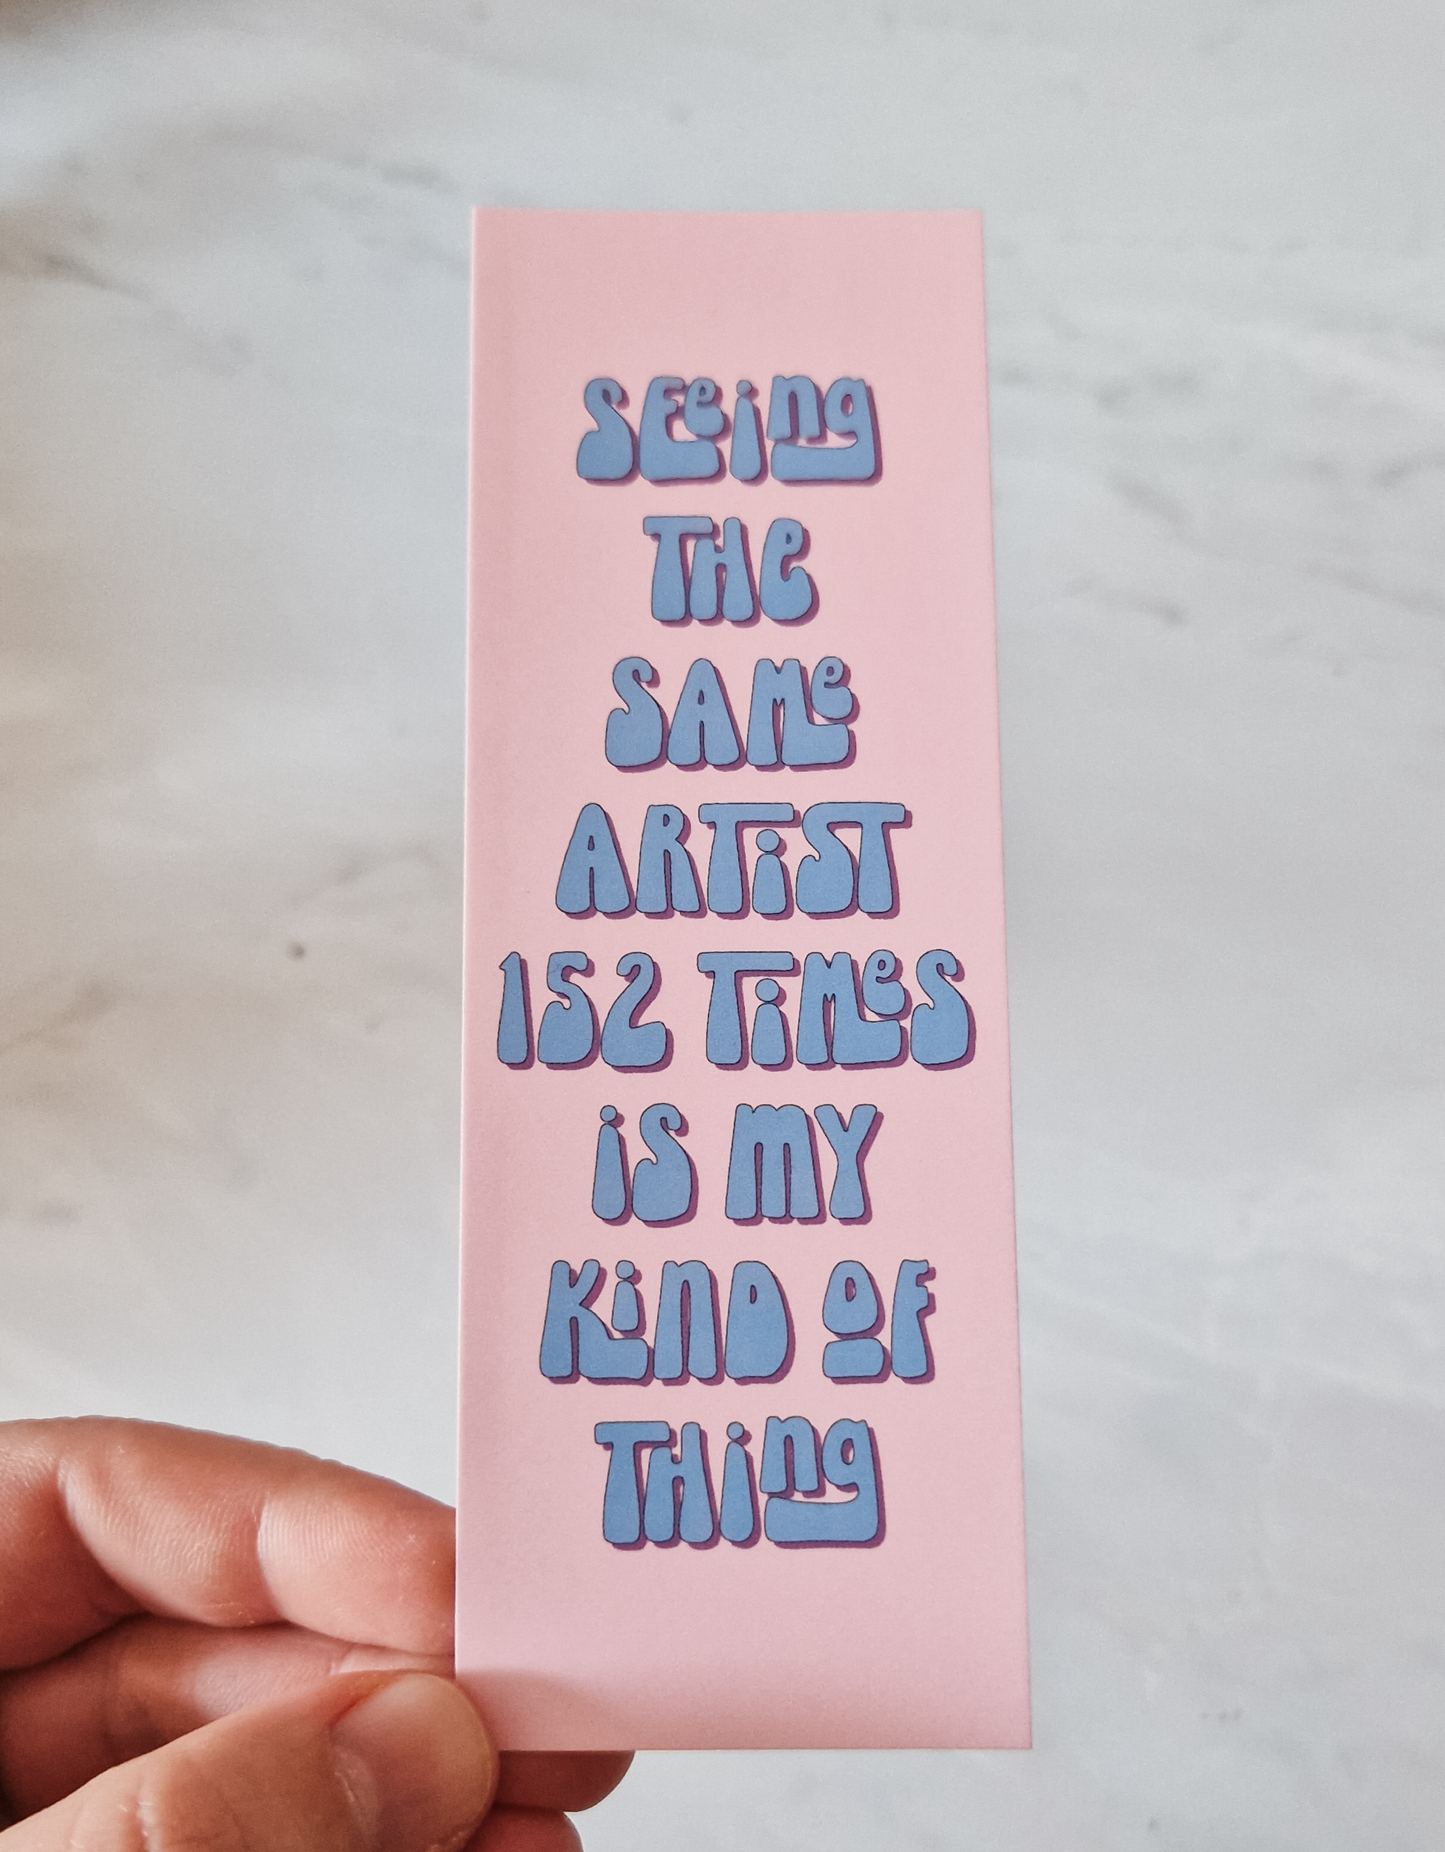 SEeing
THe
SAMe
ARTiST
152 TiMeS
iS MY
KiND OF
THing